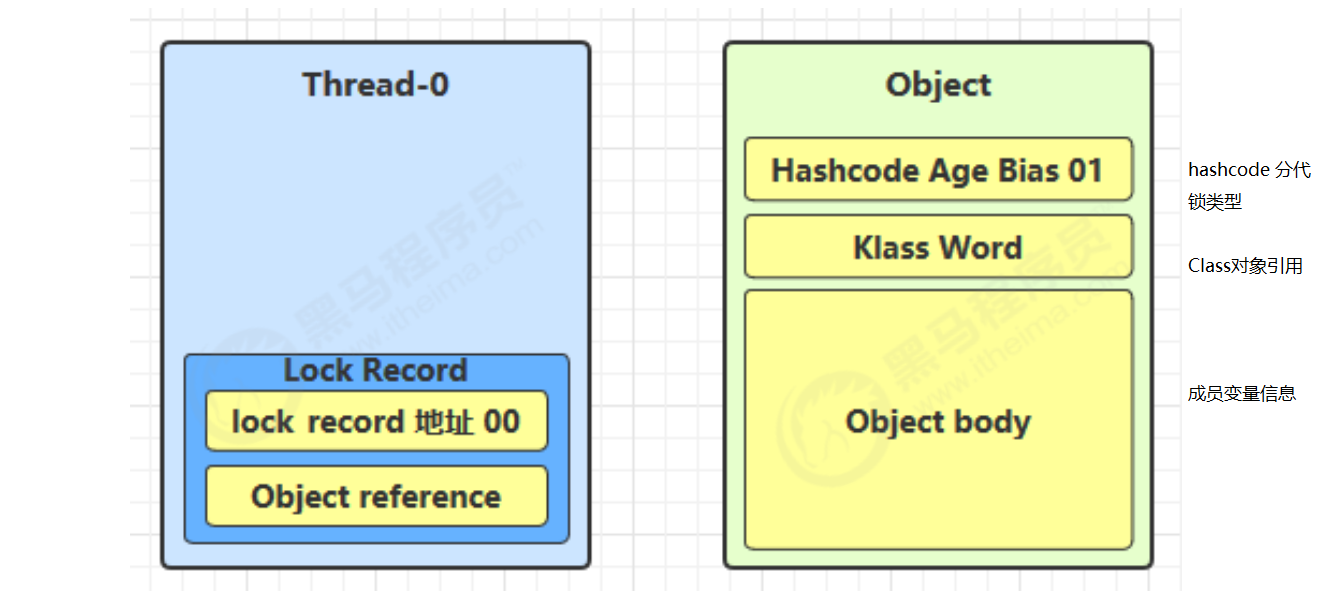 Thread-0
Lock Record
lock record 地址 00
Object reference
Object
Hashcode Age Bias 01
Klass Word
Object body
hashcode 分代
锁类型
Class对象引用
成员变量信息
黑马程序员
www.itheima.com
黑马程序员
www.itheima.com